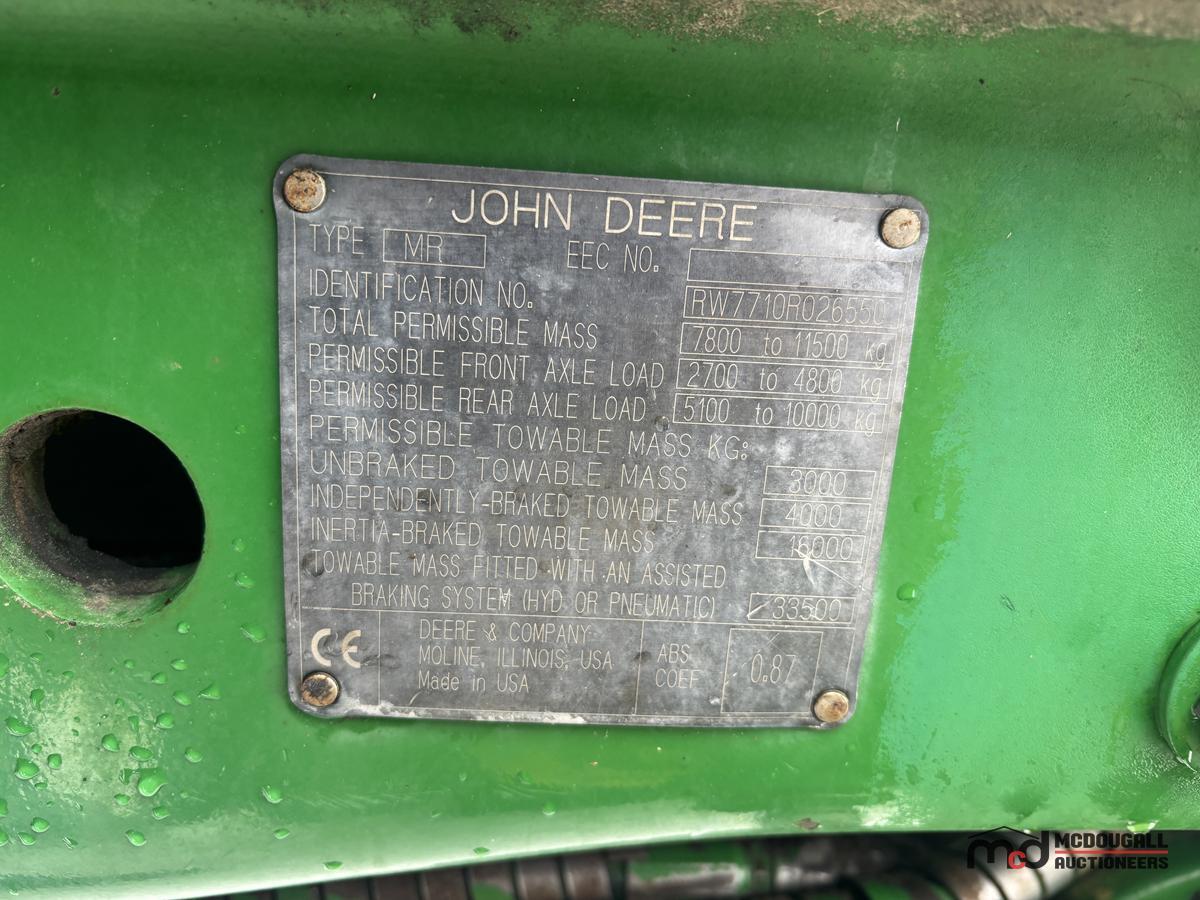 JOHN DEERE
TYPE MR EEC NO.
IDENTIFICATION NO. RW7710R026550
TOTAL PERMISSIBLE MASS 7800 to 11500 kg
PERMISSIBLE FRONT AXLE LOAD 2700 to 4800 kg
PERMISSIBLE REAR AXLE LOAD 5100 to 10000 kg
PERMISSIBLE TOWABLE MASS KG:
UNBRAKED TOWABLE MASS 3000
INDEPENDENTLY-BRAKED TOWABLE MASS 4000
INERTIA-BRAKED TOWABLE MASS 16000
TOWABLE MASS FITTED WITH AN ASSISTED
BRAKING SYSTEM (HYD OR PNEUMATIC) 33500
CE
DEERE & COMPANY
MOLINE, ILLINOIS, USA
Made in USA
ABS
COEF
0.87
mcD MCDOUGALL
AUCTIONEERS